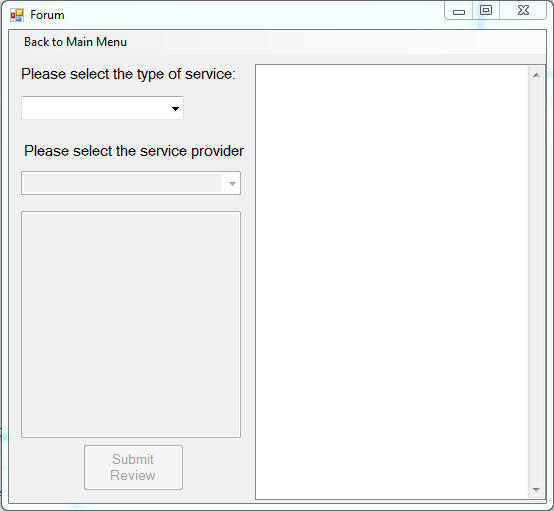 Forum
Back to Main Menu
Please select the type of service:
Please select the service provider
Submit
Review